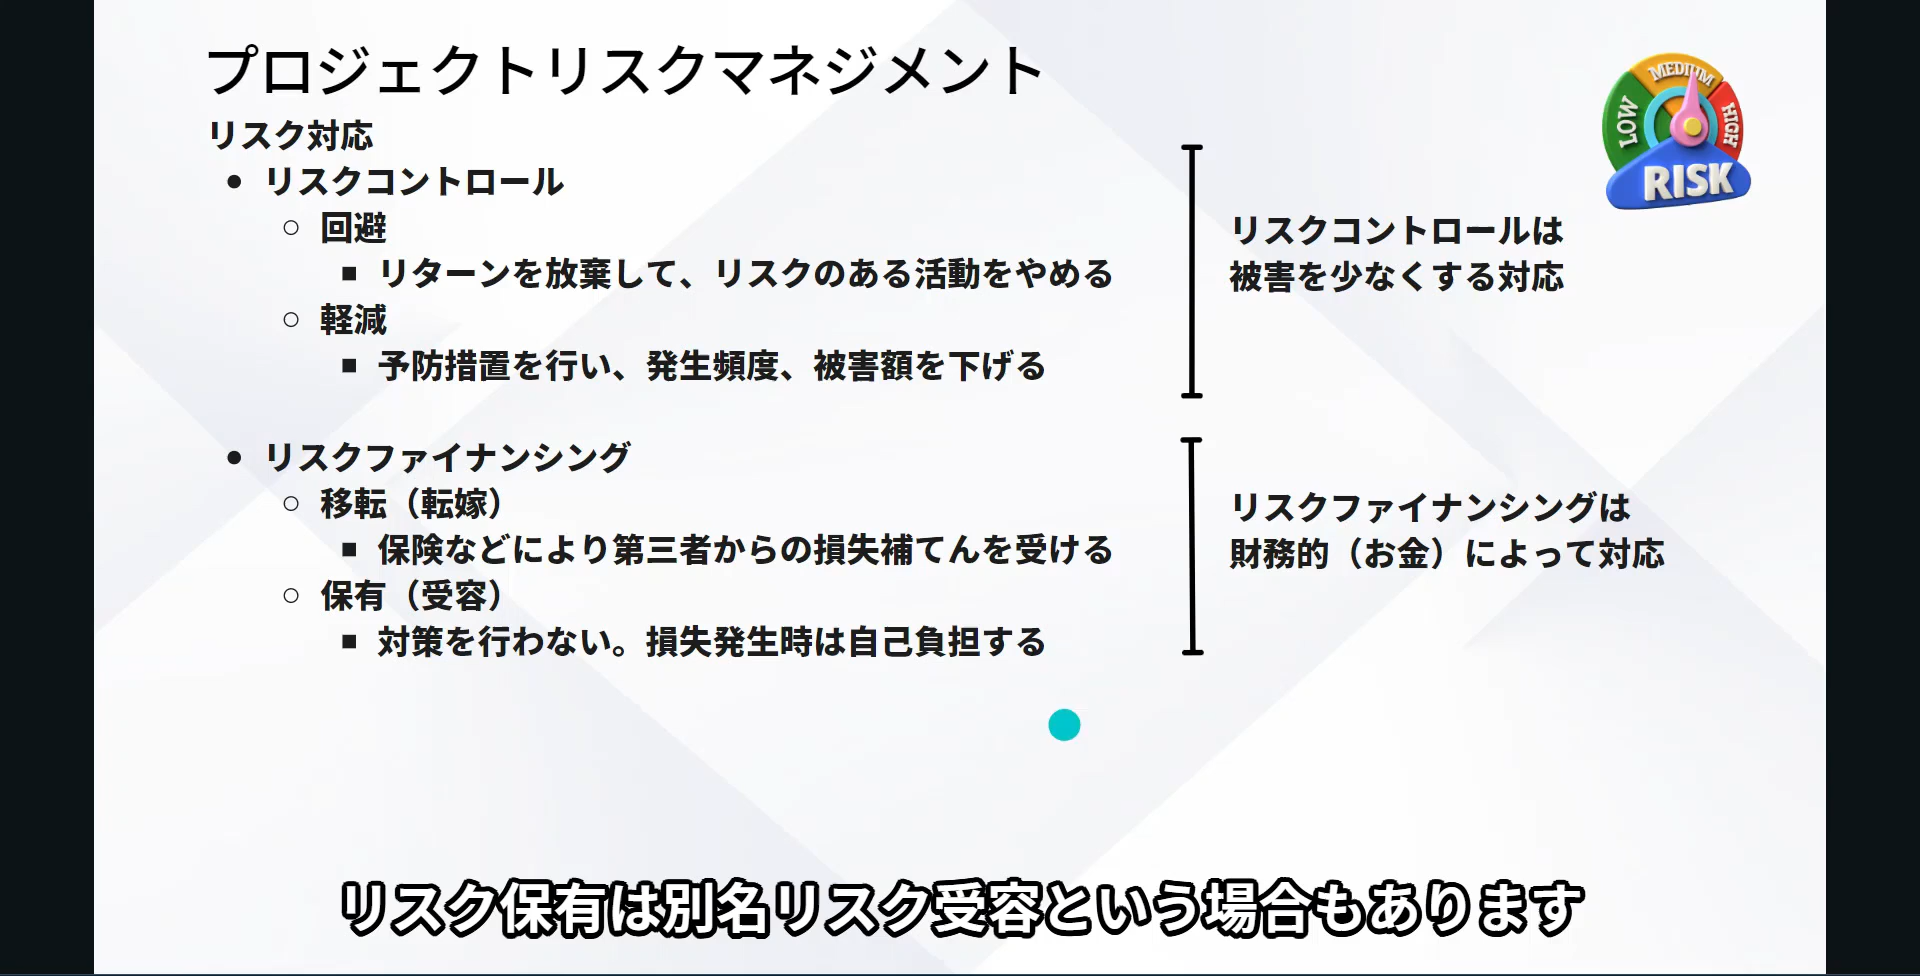 プロジェクトリスクマネジメント
リスク対応
● リスクコントロール
○ 回避
■ リターンを放棄して、リスクのある活動をやめる
○ 軽減
■ 予防措置を行い、発生頻度、被害額を下げる
リスクコントロールは
被害を少なくする対応
● リスクファイナンシング
○ 移転（転嫁）
■ 保険などにより第三者からの損失補てんを受ける
○ 保有（受容）
■ 対策を行わない。損失発生時は自己負担する
リスクファイナンシングは
財務的（お金）によって対応
LOW
MEDIUM
HIGH
RISK
リスク保有は別名リスク受容という場合もあります